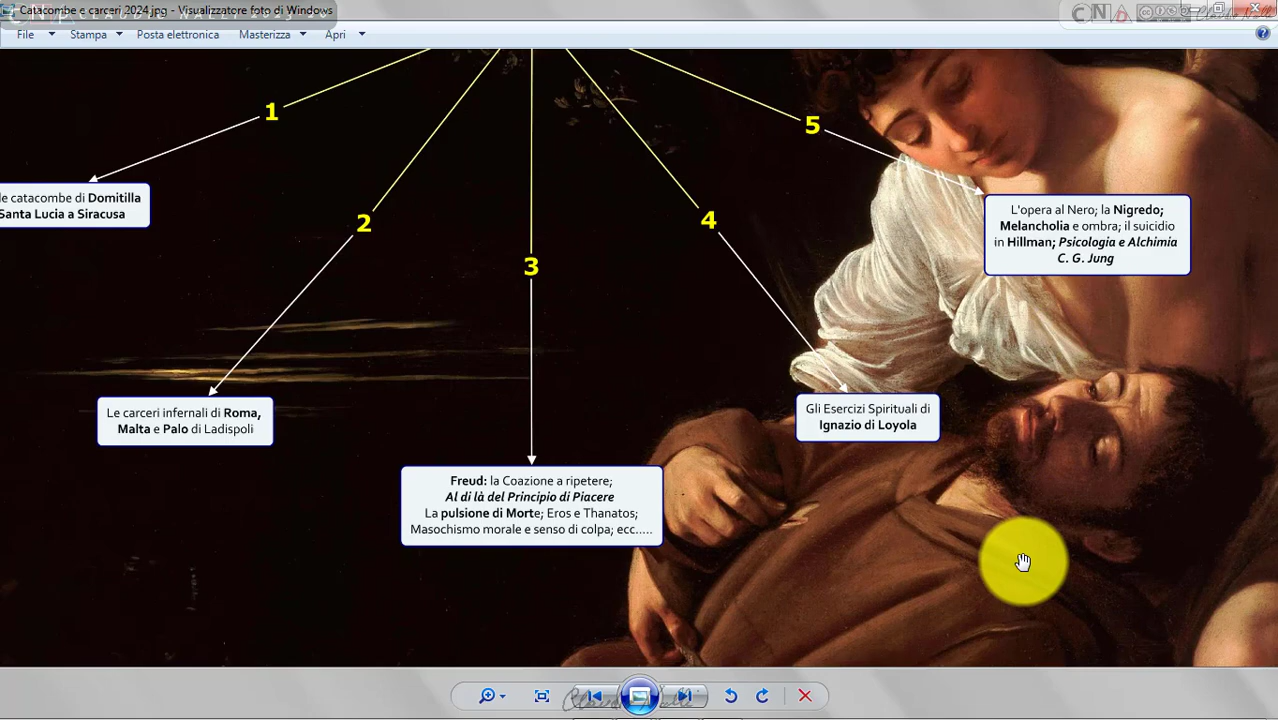 Catacombe e carceri 2024.jpg - Visualizzatore foto di Windows
File
Stampa
Posta elettronica
Masterizza
Apri
1
5
le catacombe di Domitilla
Santa Lucia a Siracusa
2
4
L'opera al Nero; la Nigredo;
Melancholia e ombra; il suicidio
in Hillman; Psicologia e Alchimia
C. G. Jung
3
Le carceri infernali di Roma,
Malta e Palo di Ladispoli
Gli Esercizi Spirituali di
Ignazio di Loyola
Freud: la Coazione a ripetere;
Al di là del Principio di Piacere
La pulsione di Morte; Eros e Thanatos;
Masochismo morale e senso di colpa; ecc.....